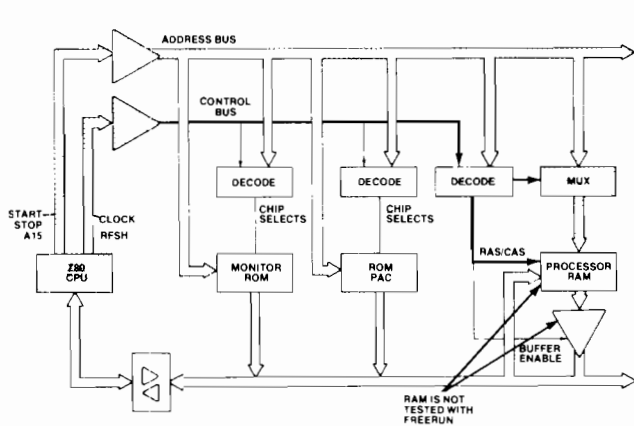 ADDRESS BUS
CONTROL
BUS
DECODE
DECODE
DECODE
MUX
CHIP
SELECTS
CHIP
SELECTS
START
STOP
A15
CLOCK
RFSH
RAS/CAS
Z80
CPU
MONITOR
ROM
ROM
PAC
PROCESSOR
RAM
BUFFER
ENABLE
RAM IS NOT
TESTED WITH
FREERUN